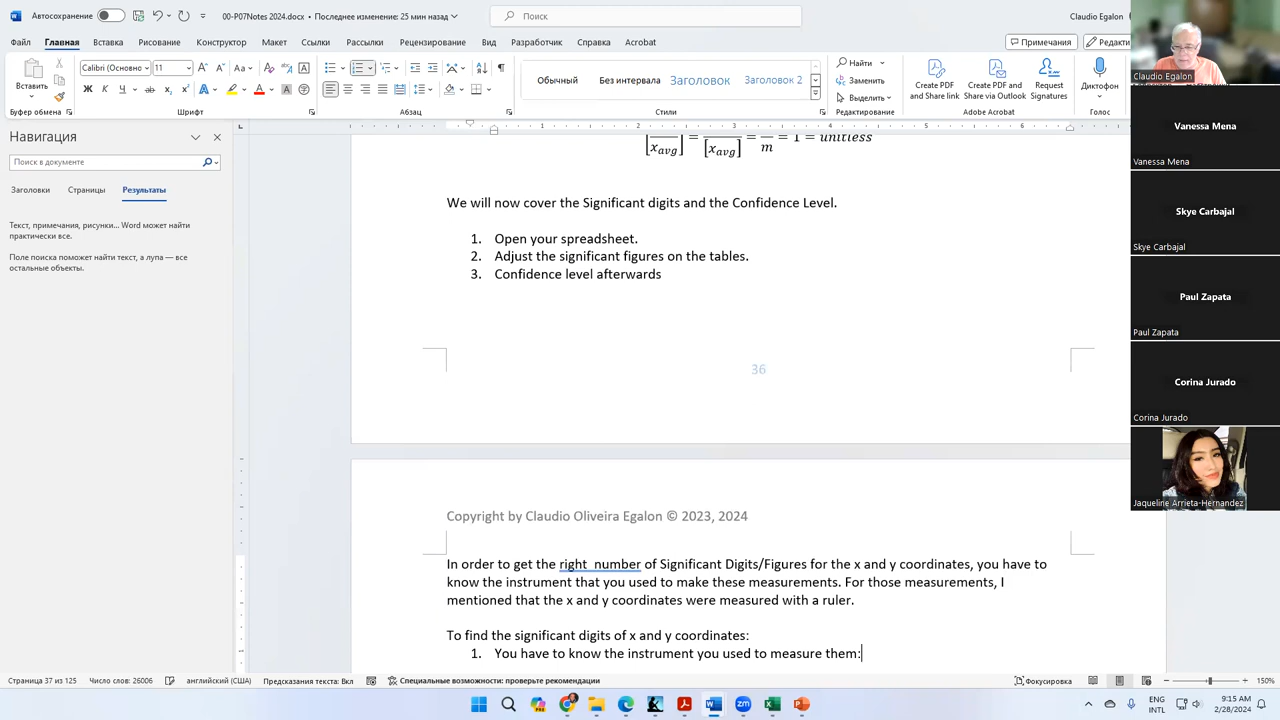 Автосохранение
00-P07Notes 2024.docx • Последнее изменение: 25 мин назад
Поиск
Claudio Egalon
Файл Главная Вставка Рисование Конструктор Макет Ссылки Рассылки Рецензирование Вид Разработчик Справка Acrobat
Примечания
Вставить
Буфер обмена
Calibri (Основно 11
Шрифт
Абзац
Обычный Без интервала Заголовок Заголовок 2
Стили
Найти
Заменить
Выделить
Редактирование
Create PDF and Share link
Create PDF and Share via Outlook
Request Signatures
Adobe Acrobat
Диктофон
Голос
Навигация
Поиск в документе
Заголовки Страницы Результаты
Текст, примечания, рисунки... Word может найти
практически все.
Поле поиска поможет найти текст, а лупа — все
остальные объекты.
1 2 3 4 5 6
[x_avg] = [x_avg] = m = 1 = unitless
We will now cover the Significant digits and the Confidence Level.
1. Open your spreadsheet.
2. Adjust the significant figures on the tables.
3. Confidence level afterwards
36
Copyright by Claudio Oliveira Egalon © 2023, 2024
In order to get the right number of Significant Digits/Figures for the x and y coordinates, you have to
know the instrument that you used to make these measurements. For those measurements, I
mentioned that the x and y coordinates were measured with a ruler.
To find the significant digits of x and y coordinates:
1. You have to know the instrument you used to measure them:
Страница 37 из 125 Число слов: 26006 английский (США) Предсказания текста: Вкл Специальные возможности: проверьте рекомендации
Фокусировка
150%
ENG
INTL
9:15 AM
2/28/2024
Claudio Egalon
Vanessa Mena
Vanessa Mena
Skye Carbajal
Skye Carbajal
Paul Zapata
Paul Zapata
Corina Jurado
Corina Jurado
Jaqueline Arrieta-Hernandez